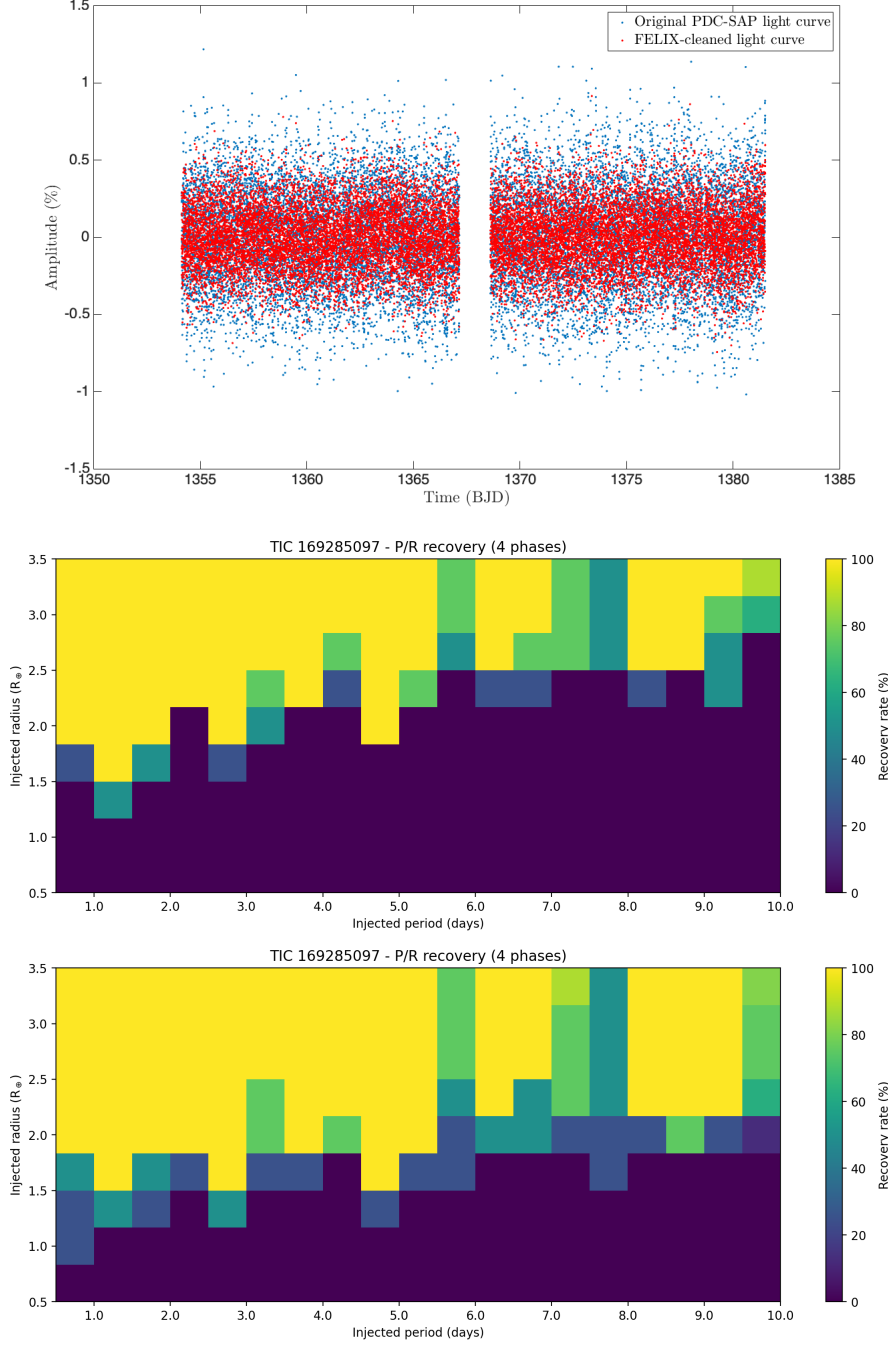 1.5
1
0.5
0
-0.5
-1
-1.5
Amplitude (%)
Original PDC-SAP light curve
FELIX-cleaned light curve
1350 1355 1360 1365 1370 1375 1380 1385
Time (BJD)
TIC 169285097 - P/R recovery (4 phases)
3.5
3.0
2.5
2.0
1.5
1.0
0.5
Injected radius (R⊕)
1.0 2.0 3.0 4.0 5.0 6.0 7.0 8.0 9.0 10.0
Injected period (days)
100
80
60
40
20
0
Recovery rate (%)
TIC 169285097 - P/R recovery (4 phases)
3.5
3.0
2.5
2.0
1.5
1.0
0.5
Injected radius (R⊕)
1.0 2.0 3.0 4.0 5.0 6.0 7.0 8.0 9.0 10.0
Injected period (days)
100
80
60
40
20
0
Recovery rate (%)